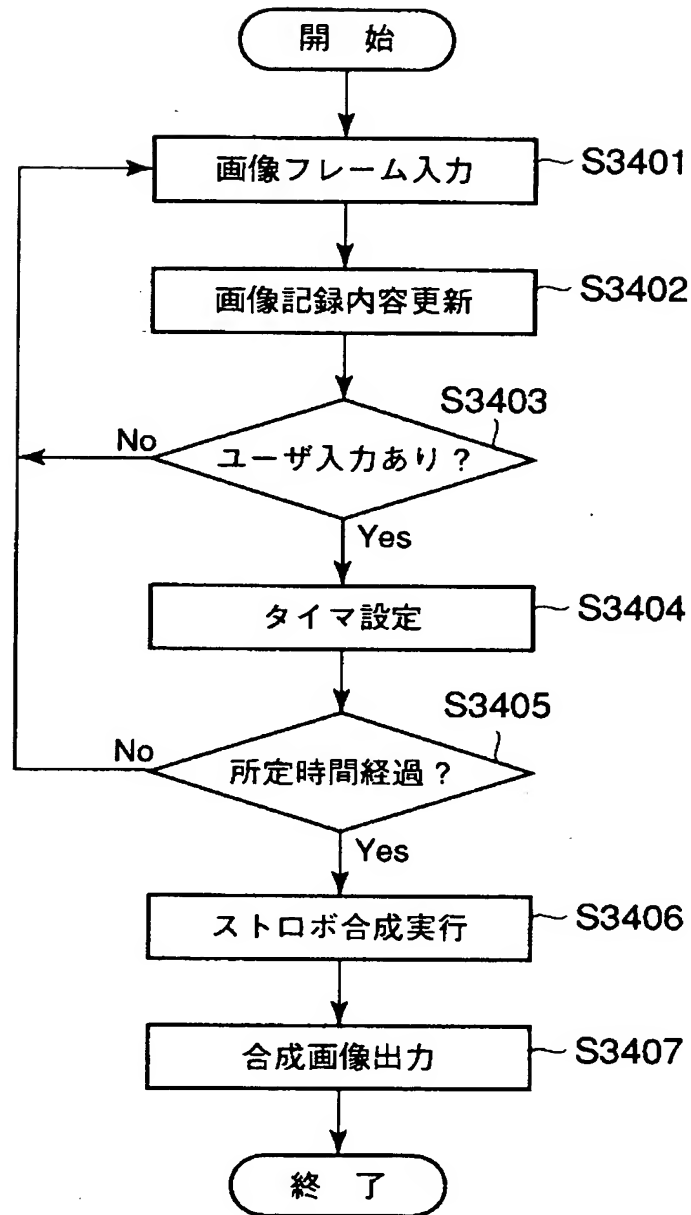 開 始
画像フレーム入力
S3401
画像記録内容更新
S3402
S3403
ユーザ入力あり？
No
Yes
タイマ設定
S3404
S3405
所定時間経過？
No
Yes
ストロボ合成実行
S3406
合成画像出力
S3407
終 了